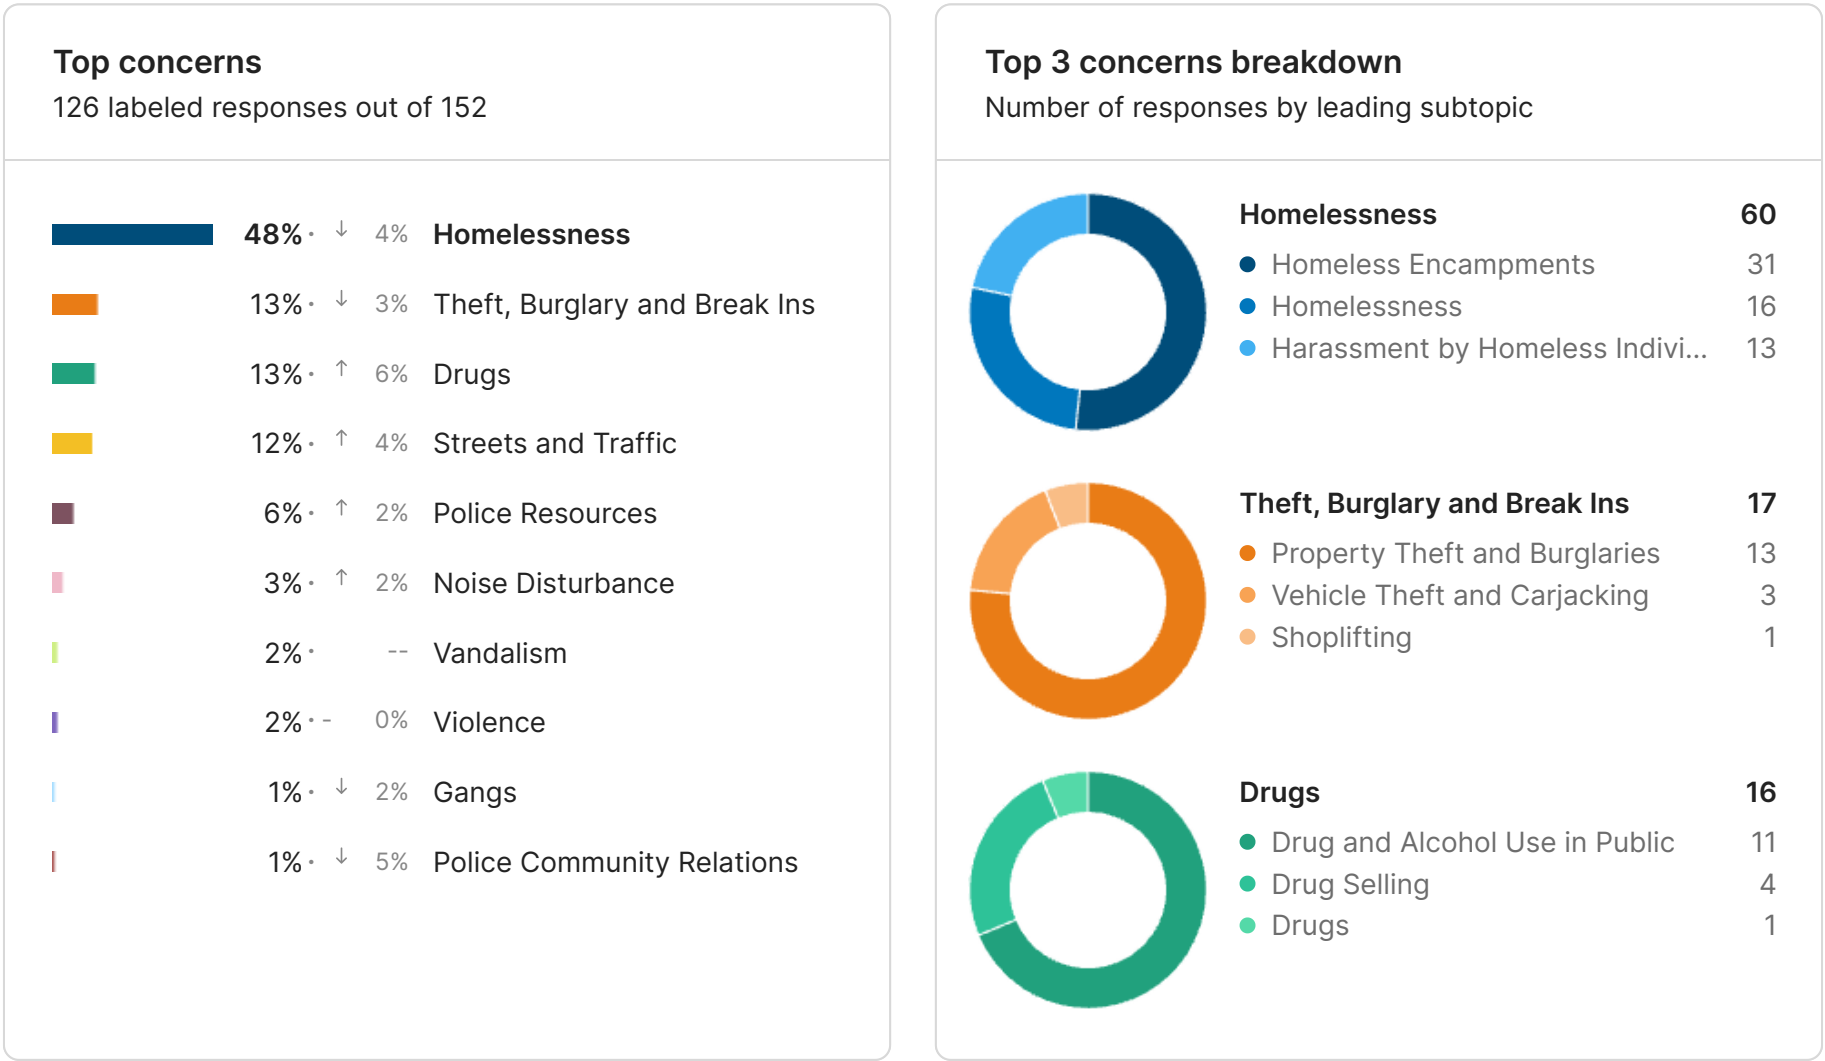 Top concerns
126 labeled responses out of 152
48% · ↓ 4% Homelessness
13% · ↓ 3% Theft, Burglary and Break Ins
13% · ↑ 6% Drugs
12% · ↑ 4% Streets and Traffic
6% · ↑ 2% Police Resources
3% · ↑ 2% Noise Disturbance
2% · -- Vandalism
2% · - 0% Violence
1% · ↓ 2% Gangs
1% · ↓ 5% Police Community Relations
Top 3 concerns breakdown
Number of responses by leading subtopic
Homelessness 60
Homeless Encampments 31
Homelessness 16
Harassment by Homeless Indivi... 13
Theft, Burglary and Break Ins 17
Property Theft and Burglaries 13
Vehicle Theft and Carjacking 3
Shoplifting 1
Drugs 16
Drug and Alcohol Use in Public 11
Drug Selling 4
Drugs 1